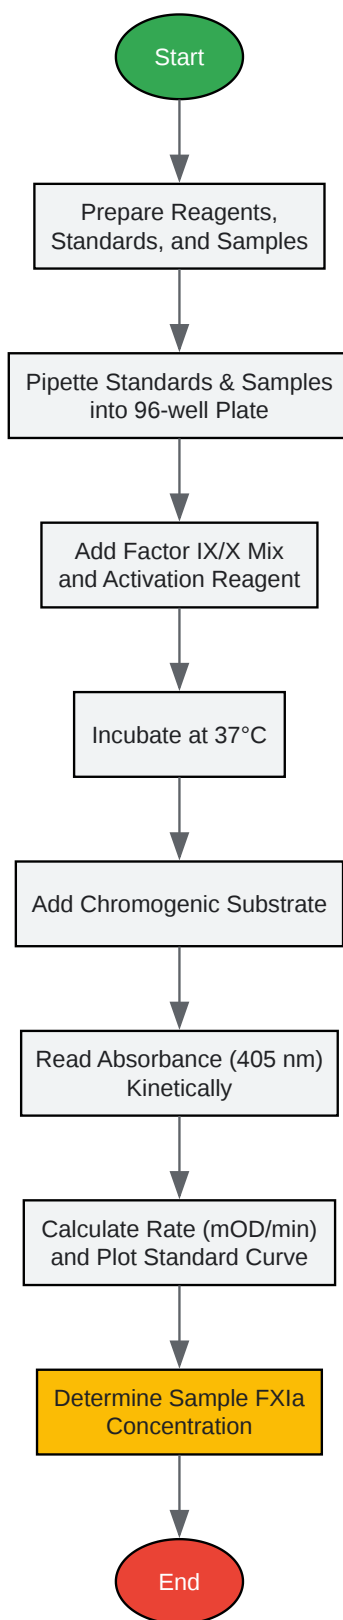 Start
Prepare Reagents,
Standards, and Samples
Pipette Standards & Samples
into 96-well Plate
Add Factor IX/X Mix
and Activation Reagent
Incubate at 37°C
Add Chromogenic Substrate
Read Absorbance (405 nm)
Kinetically
Calculate Rate (mOD/min)
and Plot Standard Curve
Determine Sample FXIa
Concentration
End